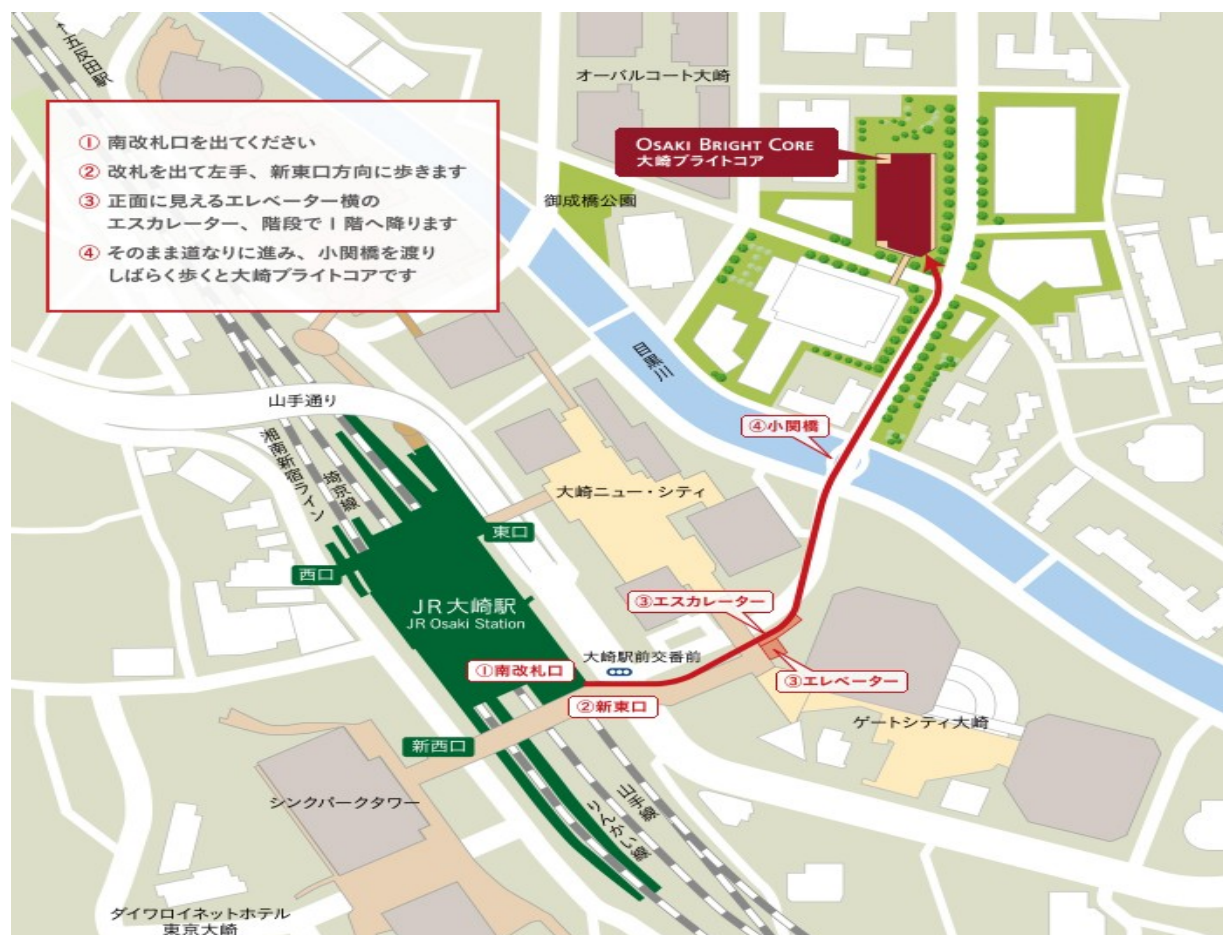 ←五反田駅
① 南改札口を出てください
② 改札を出て左手、新東口方向に歩きます
③ 正面に見えるエレベーター横の
エスカレーター、階段で1階へ降ります
④ そのまま道なりに進み、小関橋を渡り
しばらく歩くと大崎ブライトコアです
オーバルコート大崎
OSAKI BRIGHT CORE
大崎ブライトコア
御成橋公園
目黒川
山手通り
湘南新宿ライン
埼京線
④小関橋
大崎ニュー・シティ
東口
西口
JR大崎駅
JR Osaki Station
③エスカレーター
①南改札口
大崎駅前交番前
③エレベーター
②新東口
ゲートシティ大崎
新西口
シンクパークタワー
山手線
りんかい線
ダイワロイネットホテル
東京大崎